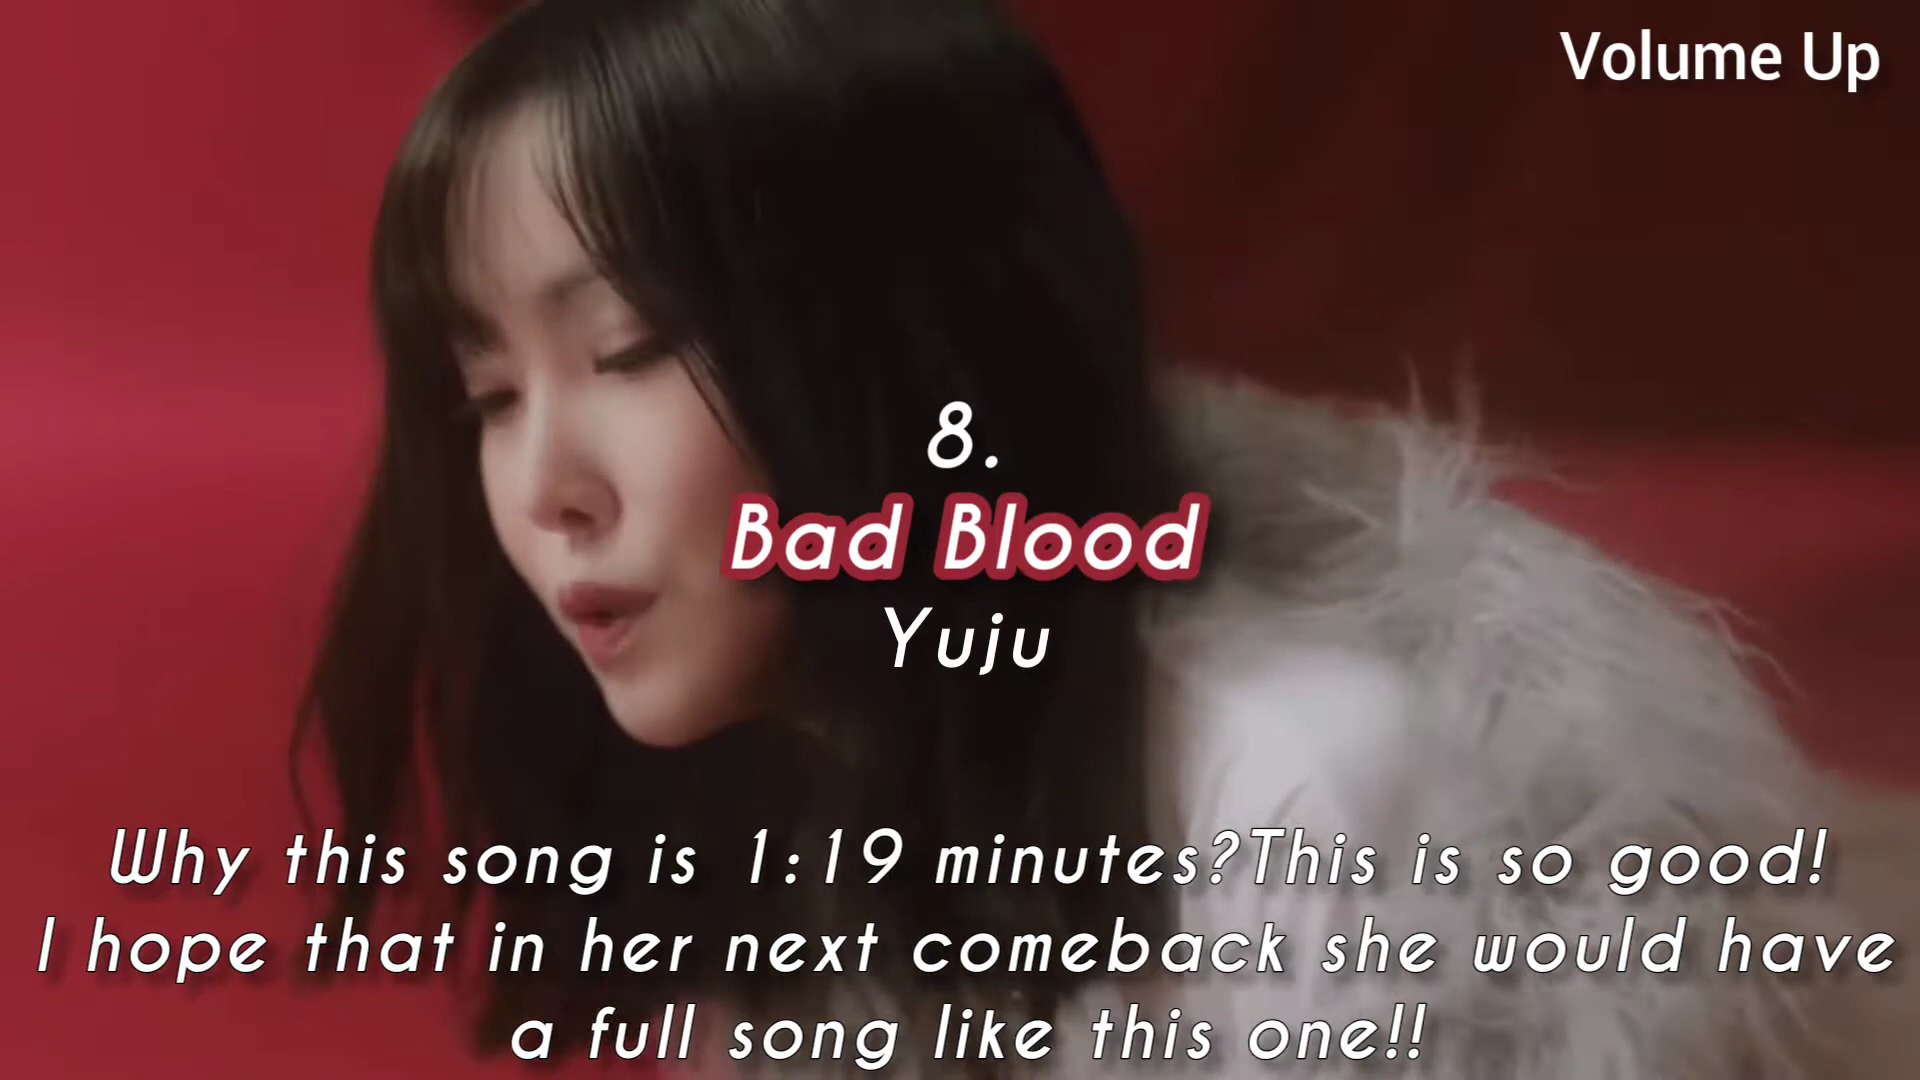 Volume Up
8.
Bad Blood
Yuju
Why this song is 1:19 minutes?This is so good!
I hope that in her next comeback she would have
a full song like this one!!